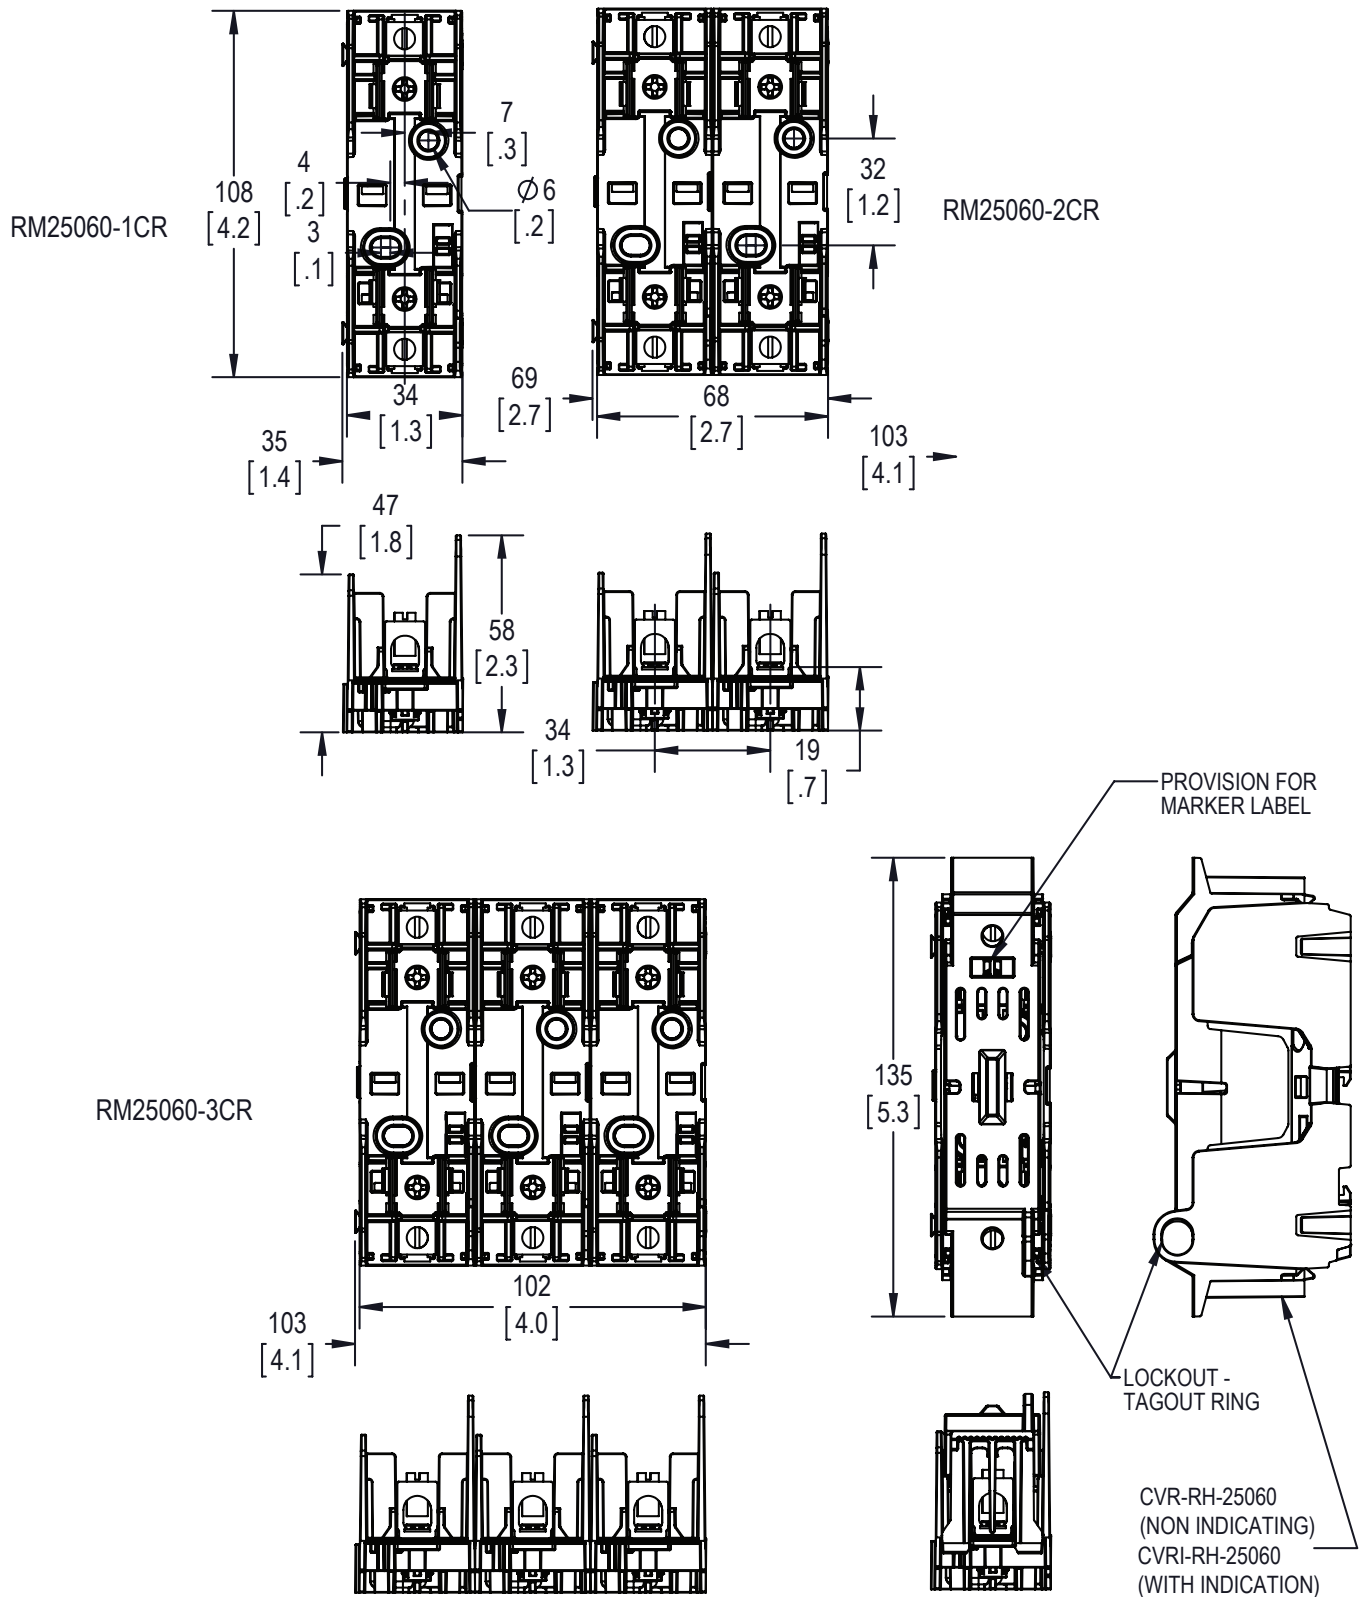 RM25060-1CR
108
[4.2]
4
[.2]
3
[.1]
7
[.3]
Ø6
[.2]
32
[1.2]
RM25060-2CR
34
[1.3]
35
[1.4]
69
[2.7]
68
[2.7]
103
[4.1]
47
[1.8]
58
[2.3]
34
[1.3]
19
[.7]
PROVISION FOR
MARKER LABEL
RM25060-3CR
135
[5.3]
102
[4.0]
103
[4.1]
LOCKOUT -
TAGOUT RING
CVR-RH-25060
(NON INDICATING)
CVRI-RH-25060
(WITH INDICATION)